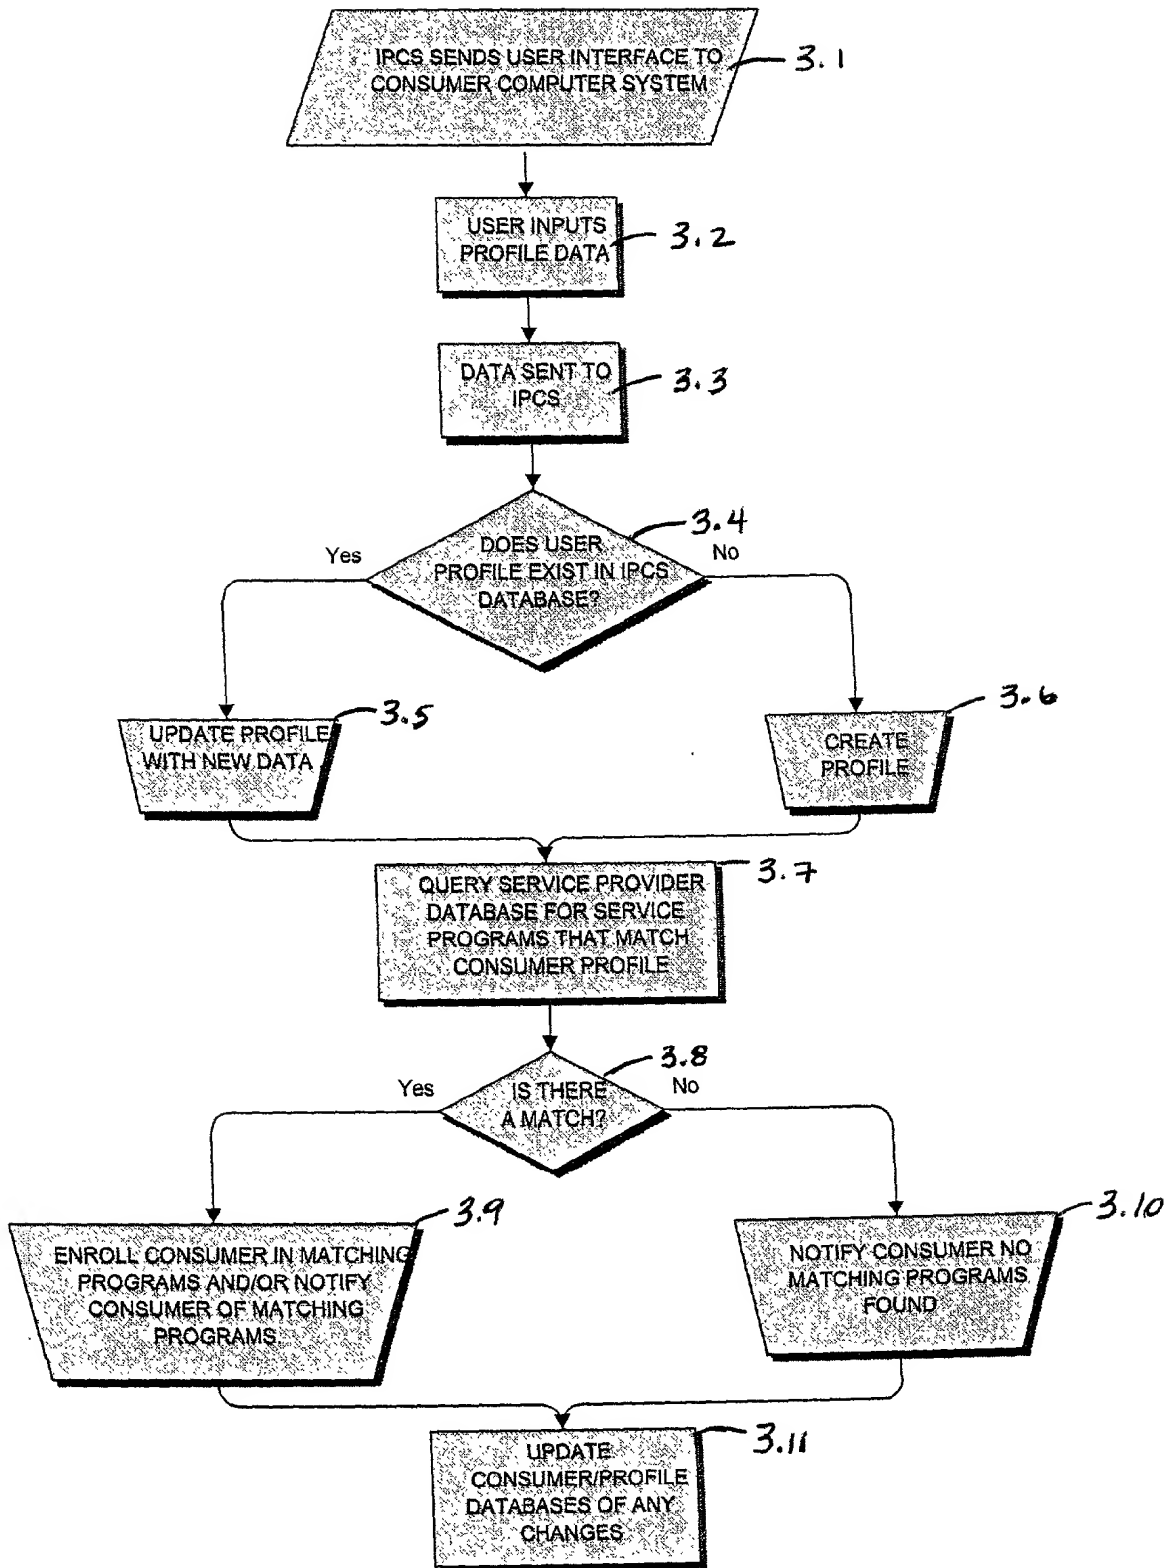 IPCS SENDS USER INTERFACE TO
CONSUMER COMPUTER SYSTEM
3.1
USER INPUTS
PROFILE DATA
3.2
DATA SENT TO
IPCS
3.3
DOES USER
PROFILE EXIST IN IPCS
DATABASE?
3.4
Yes
No
UPDATE PROFILE
WITH NEW DATA
3.5
CREATE
PROFILE
3.6
QUERY SERVICE PROVIDER
DATABASE FOR SERVICE
PROGRAMS THAT MATCH
CONSUMER PROFILE
3.7
IS THERE
A MATCH?
3.8
Yes
No
ENROLL CONSUMER IN MATCHING
PROGRAMS AND/OR NOTIFY
CONSUMER OF MATCHING
PROGRAMS
3.9
NOTIFY CONSUMER NO
MATCHING PROGRAMS
FOUND
3.10
UPDATE
CONSUMER/PROFILE
DATABASES OF ANY
CHANGES
3.11